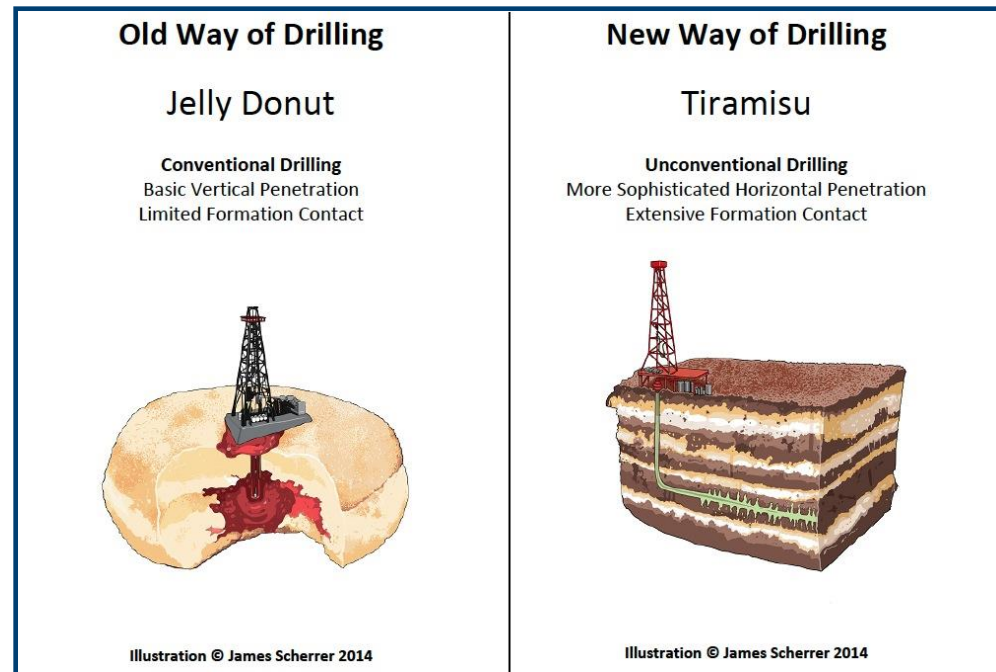 Old Way of Drilling
Jelly Donut
Conventional Drilling
Basic Vertical Penetration
Limited Formation Contact
Illustration © James Scherrer 2014
New Way of Drilling
Tiramisu
Unconventional Drilling
More Sophisticated Horizontal Penetration
Extensive Formation Contact
Illustration © James Scherrer 2014